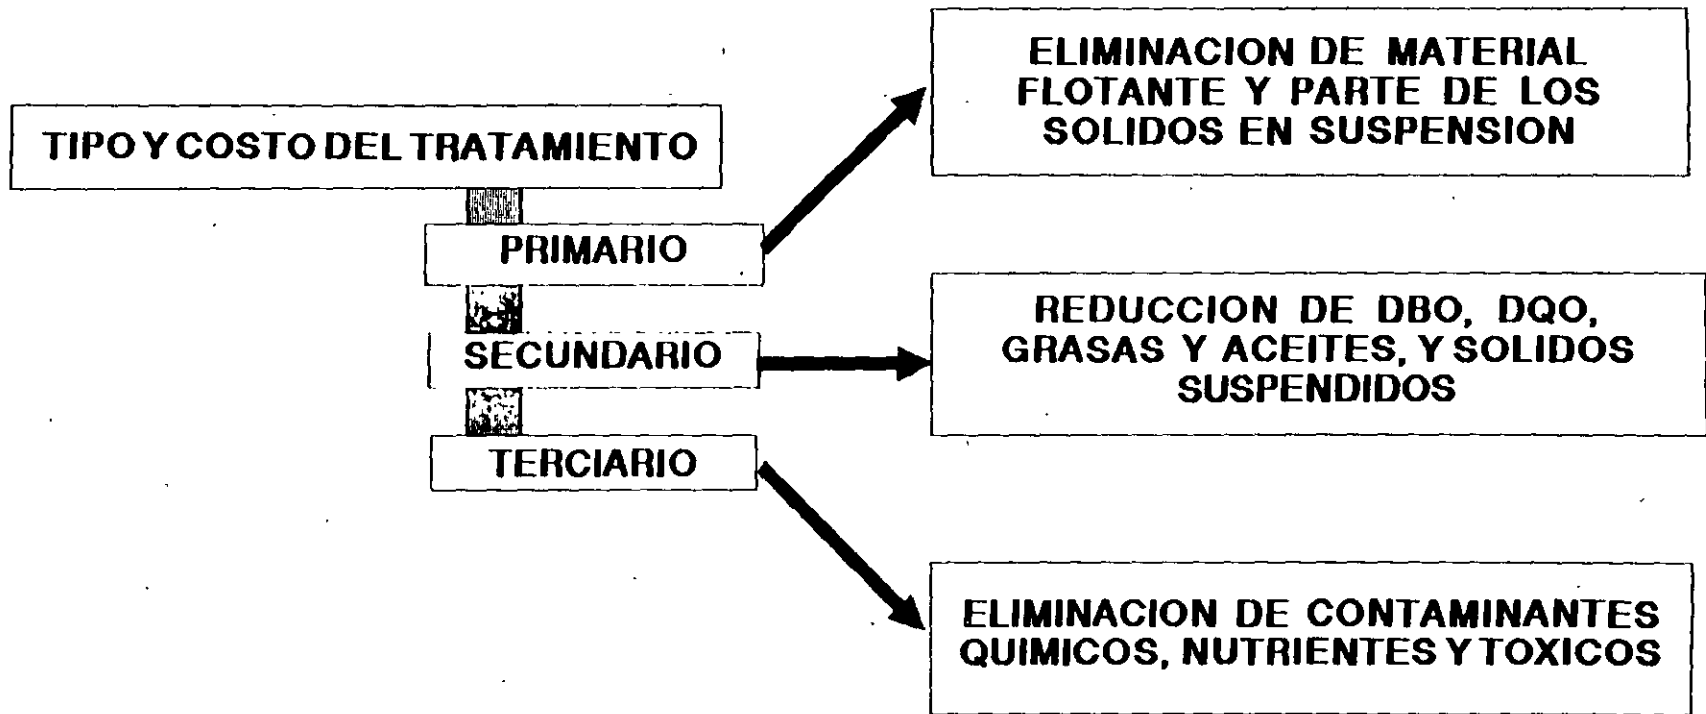 TIPO Y COSTO DEL TRATAMIENTO
PRIMARIO
ELIMINACION DE MATERIAL
FLOTANTE Y PARTE DE LOS
SOLIDOS EN SUSPENSION
SECUNDARIO
REDUCCION DE DBO, DQO,
GRASAS Y ACEITES, Y SOLIDOS
SUSPENDIDOS
TERCIARIO
ELIMINACION DE CONTAMINANTES
QUIMICOS, NUTRIENTES Y TOXICOS